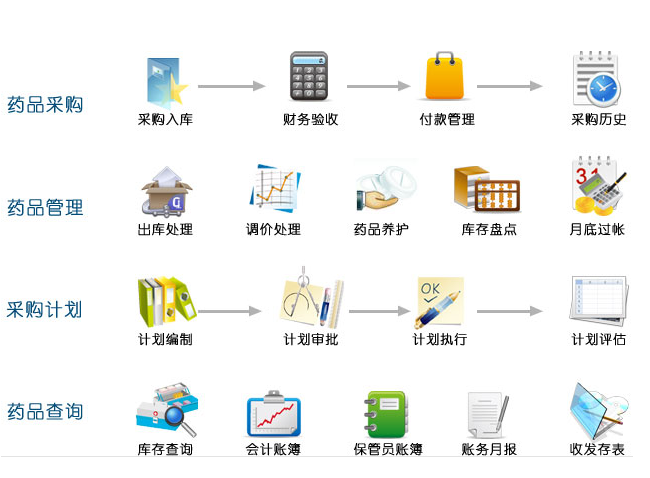 药品采购
采购入库
财务验收
付款管理
采购历史
药品管理
出库处理
调价处理
药品养护
库存盘点
31
月底过帐
采购计划
OK
计划编制
计划审批
计划执行
计划评估
药品查询
库存查询
会计账簿
保管员账簿
账务月报
收发存表